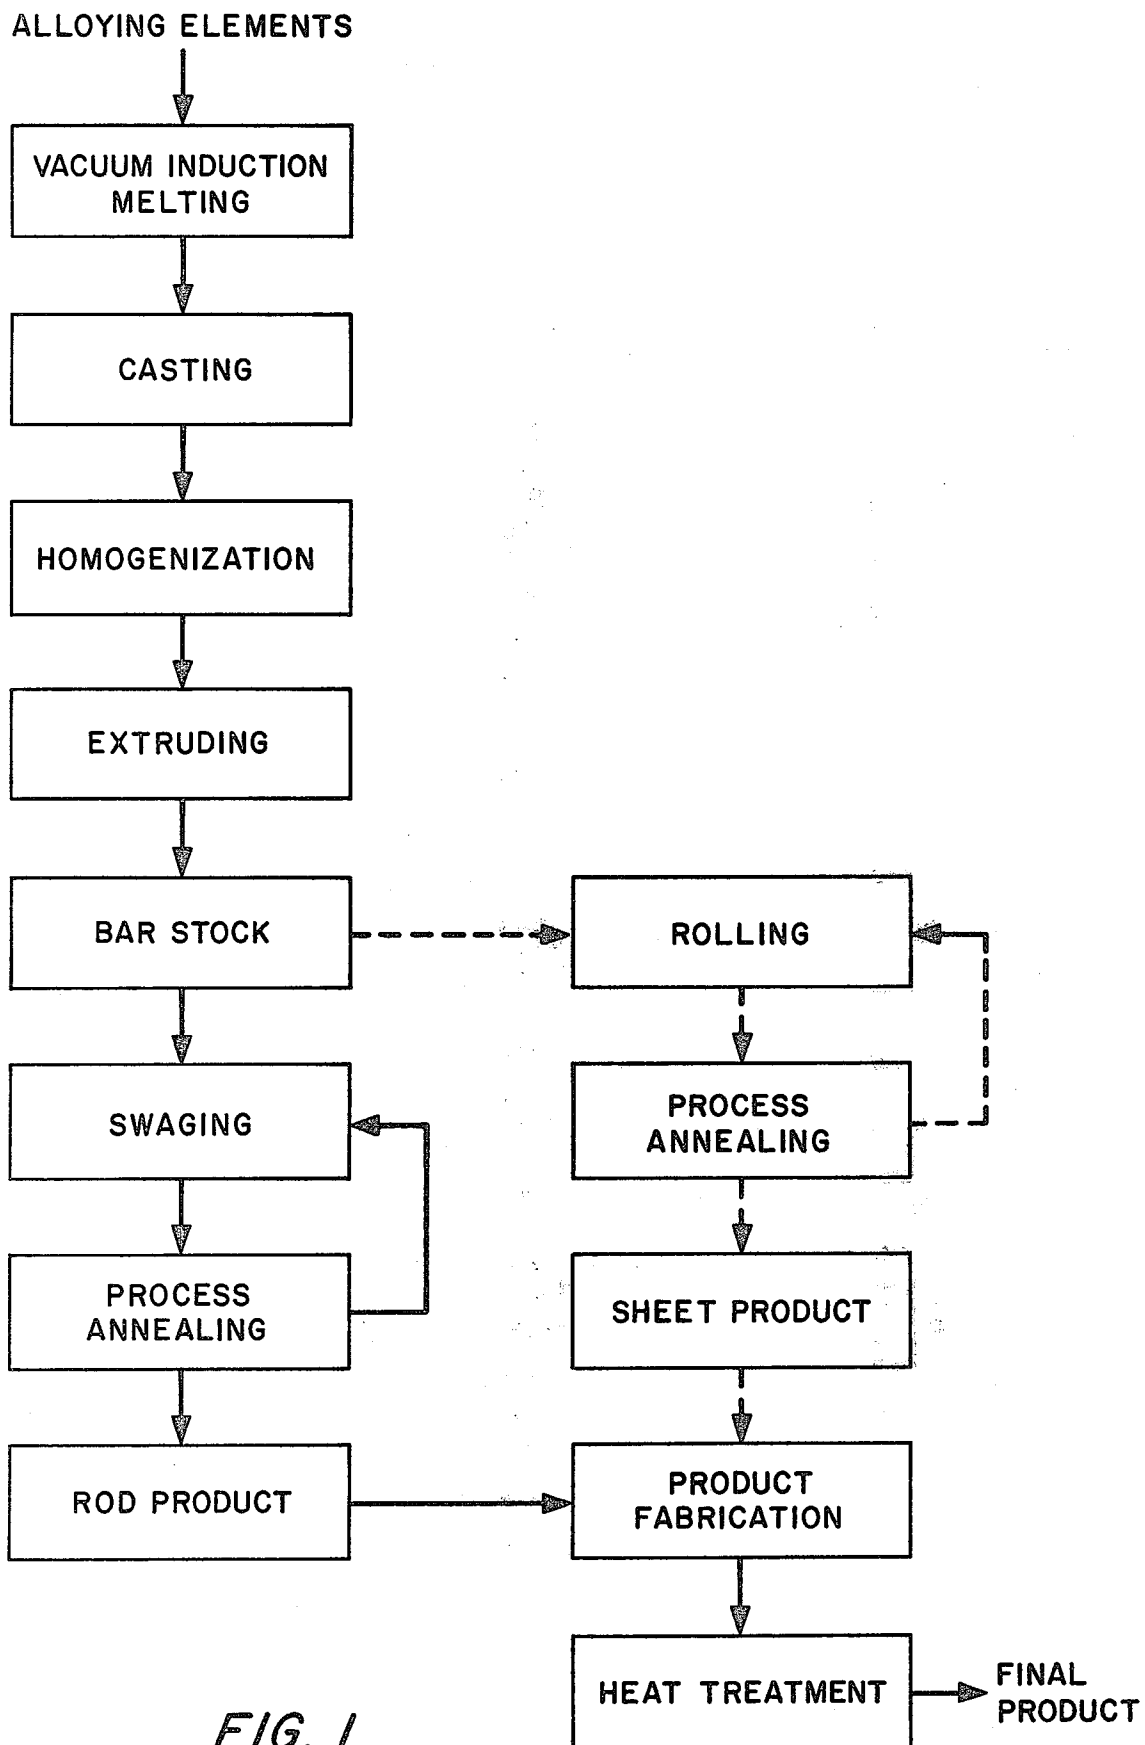 ALLOYING ELEMENTS
VACUUM INDUCTION
MELTING
CASTING
HOMOGENIZATION
EXTRUDING
BAR STOCK
SWAGING
PROCESS
ANNEALING
ROD PRODUCT
ROLLING
PROCESS
ANNEALING
SHEET PRODUCT
PRODUCT
FABRICATION
HEAT TREATMENT
FINAL
PRODUCT
FIG. 1